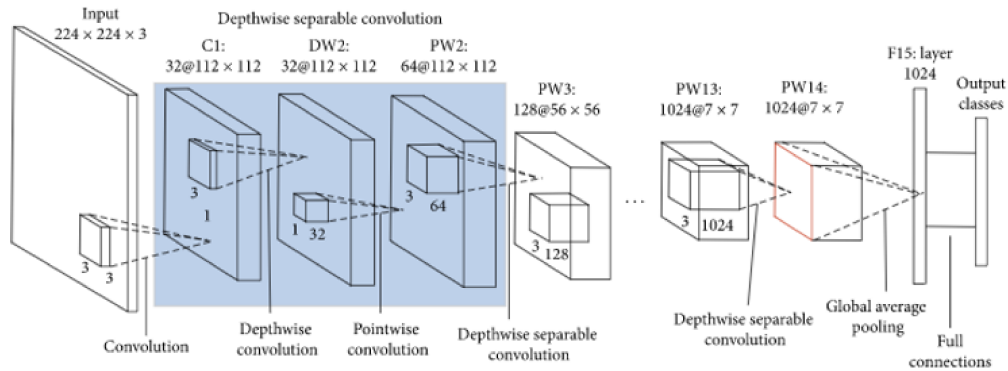 Input
224 × 224 × 3
Depthwise separable convolution
C1:
32@112 × 112
DW2:
32@112 × 112
PW2:
64@112 × 112
PW3:
128@56 × 56
PW13:
1024@7 × 7
PW14:
1024@7 × 7
F15: layer
1024
Output
classes
3
3
3
1
1
32
3
64
3
128
...
3
1024
Convolution
Depthwise
convolution
Pointwise
convolution
Depthwise separable
convolution
Depthwise separable
convolution
Global average
pooling
Full
connections